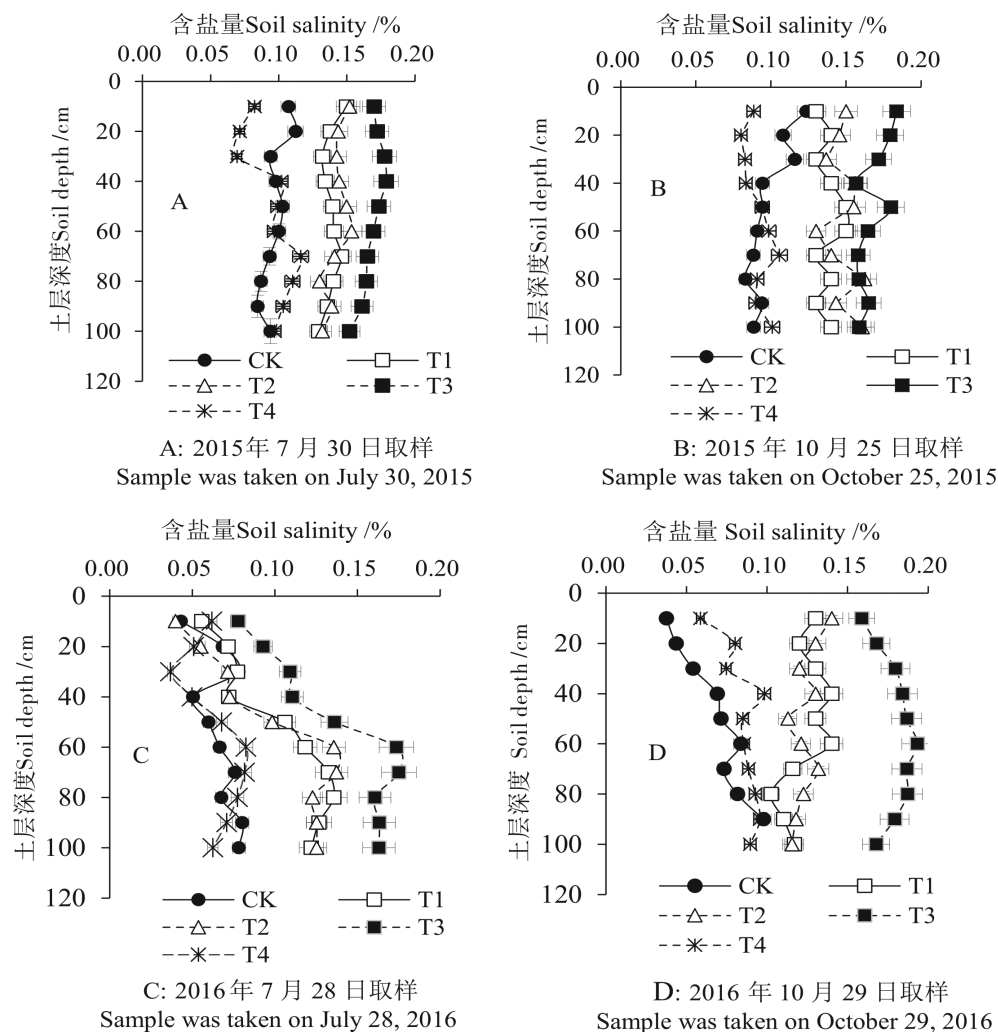 含盐量Soil salinity /%
0.00 0.05 0.10 0.15 0.20
0
20
40
60
80
100
120
土层深度Soil depth /cm
A
CK T1
T2 T3
T4
A: 2015年 7 月 30 日取样
Sample was taken on July 30, 2015
含盐量Soil salinity /%
0.00 0.05 0.10 0.15 0.20
0
20
40
60
80
100
120
土层深度Soil depth /cm
B
CK T1
T2 T3
T4
B: 2015 年 10 月 25 日取样
Sample was taken on October 25, 2015
含盐量Soil salinity /%
0.00 0.05 0.10 0.15 0.20
0
20
40
60
80
100
120
土层深度Soil depth /cm
C
CK T1
T2 T3
T4
C: 2016 年 7 月 28 日取样
Sample was taken on July 28, 2016
含盐量 Soil salinity /%
0.00 0.05 0.10 0.15 0.20
0
20
40
60
80
100
120
土层深度 Soil depth /cm
D
CK T1
T2 T3
T4
D: 2016 年 10 月 29 日取样
Sample was taken on October 29, 2016